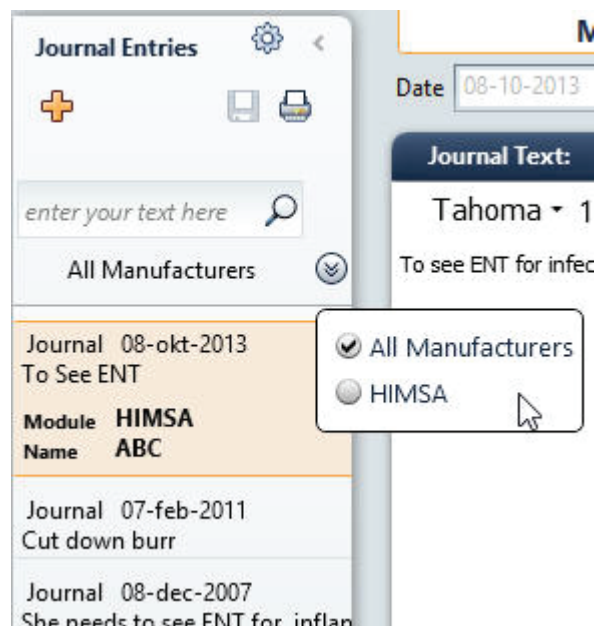 Journal Entries
enter your text here
All Manufacturers
Journal 08-okt-2013
To See ENT
Module HIMSA
Name ABC
Journal 07-feb-2011
Cut down burr
Journal 08-dec-2007
She needs to see ENT for
M
Date 08-10-2013
Journal Text:
Tahoma 1
To see ENT for infec
All Manufacturers
HIMSA